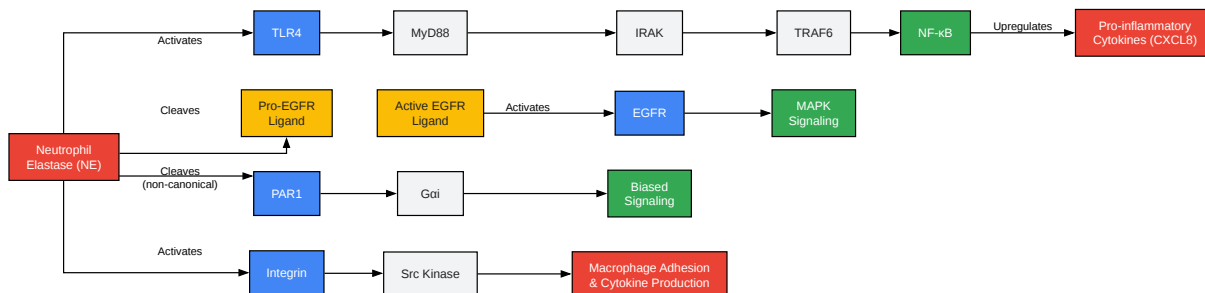 Activates
TLR4
MyD88
IRAK
TRAF6
NF-κB
Upregulates
Pro-inflammatory
Cytokines (CXCL8)
Cleaves
Pro-EGFR
Ligand
Active EGFR
Ligand
Activates
EGFR
MAPK
Signaling
Neutrophil
Elastase (NE)
Cleaves
(non-canonical)
PAR1
Gαi
Biased
Signaling
Activates
Integrin
Src Kinase
Macrophage Adhesion
& Cytokine Production